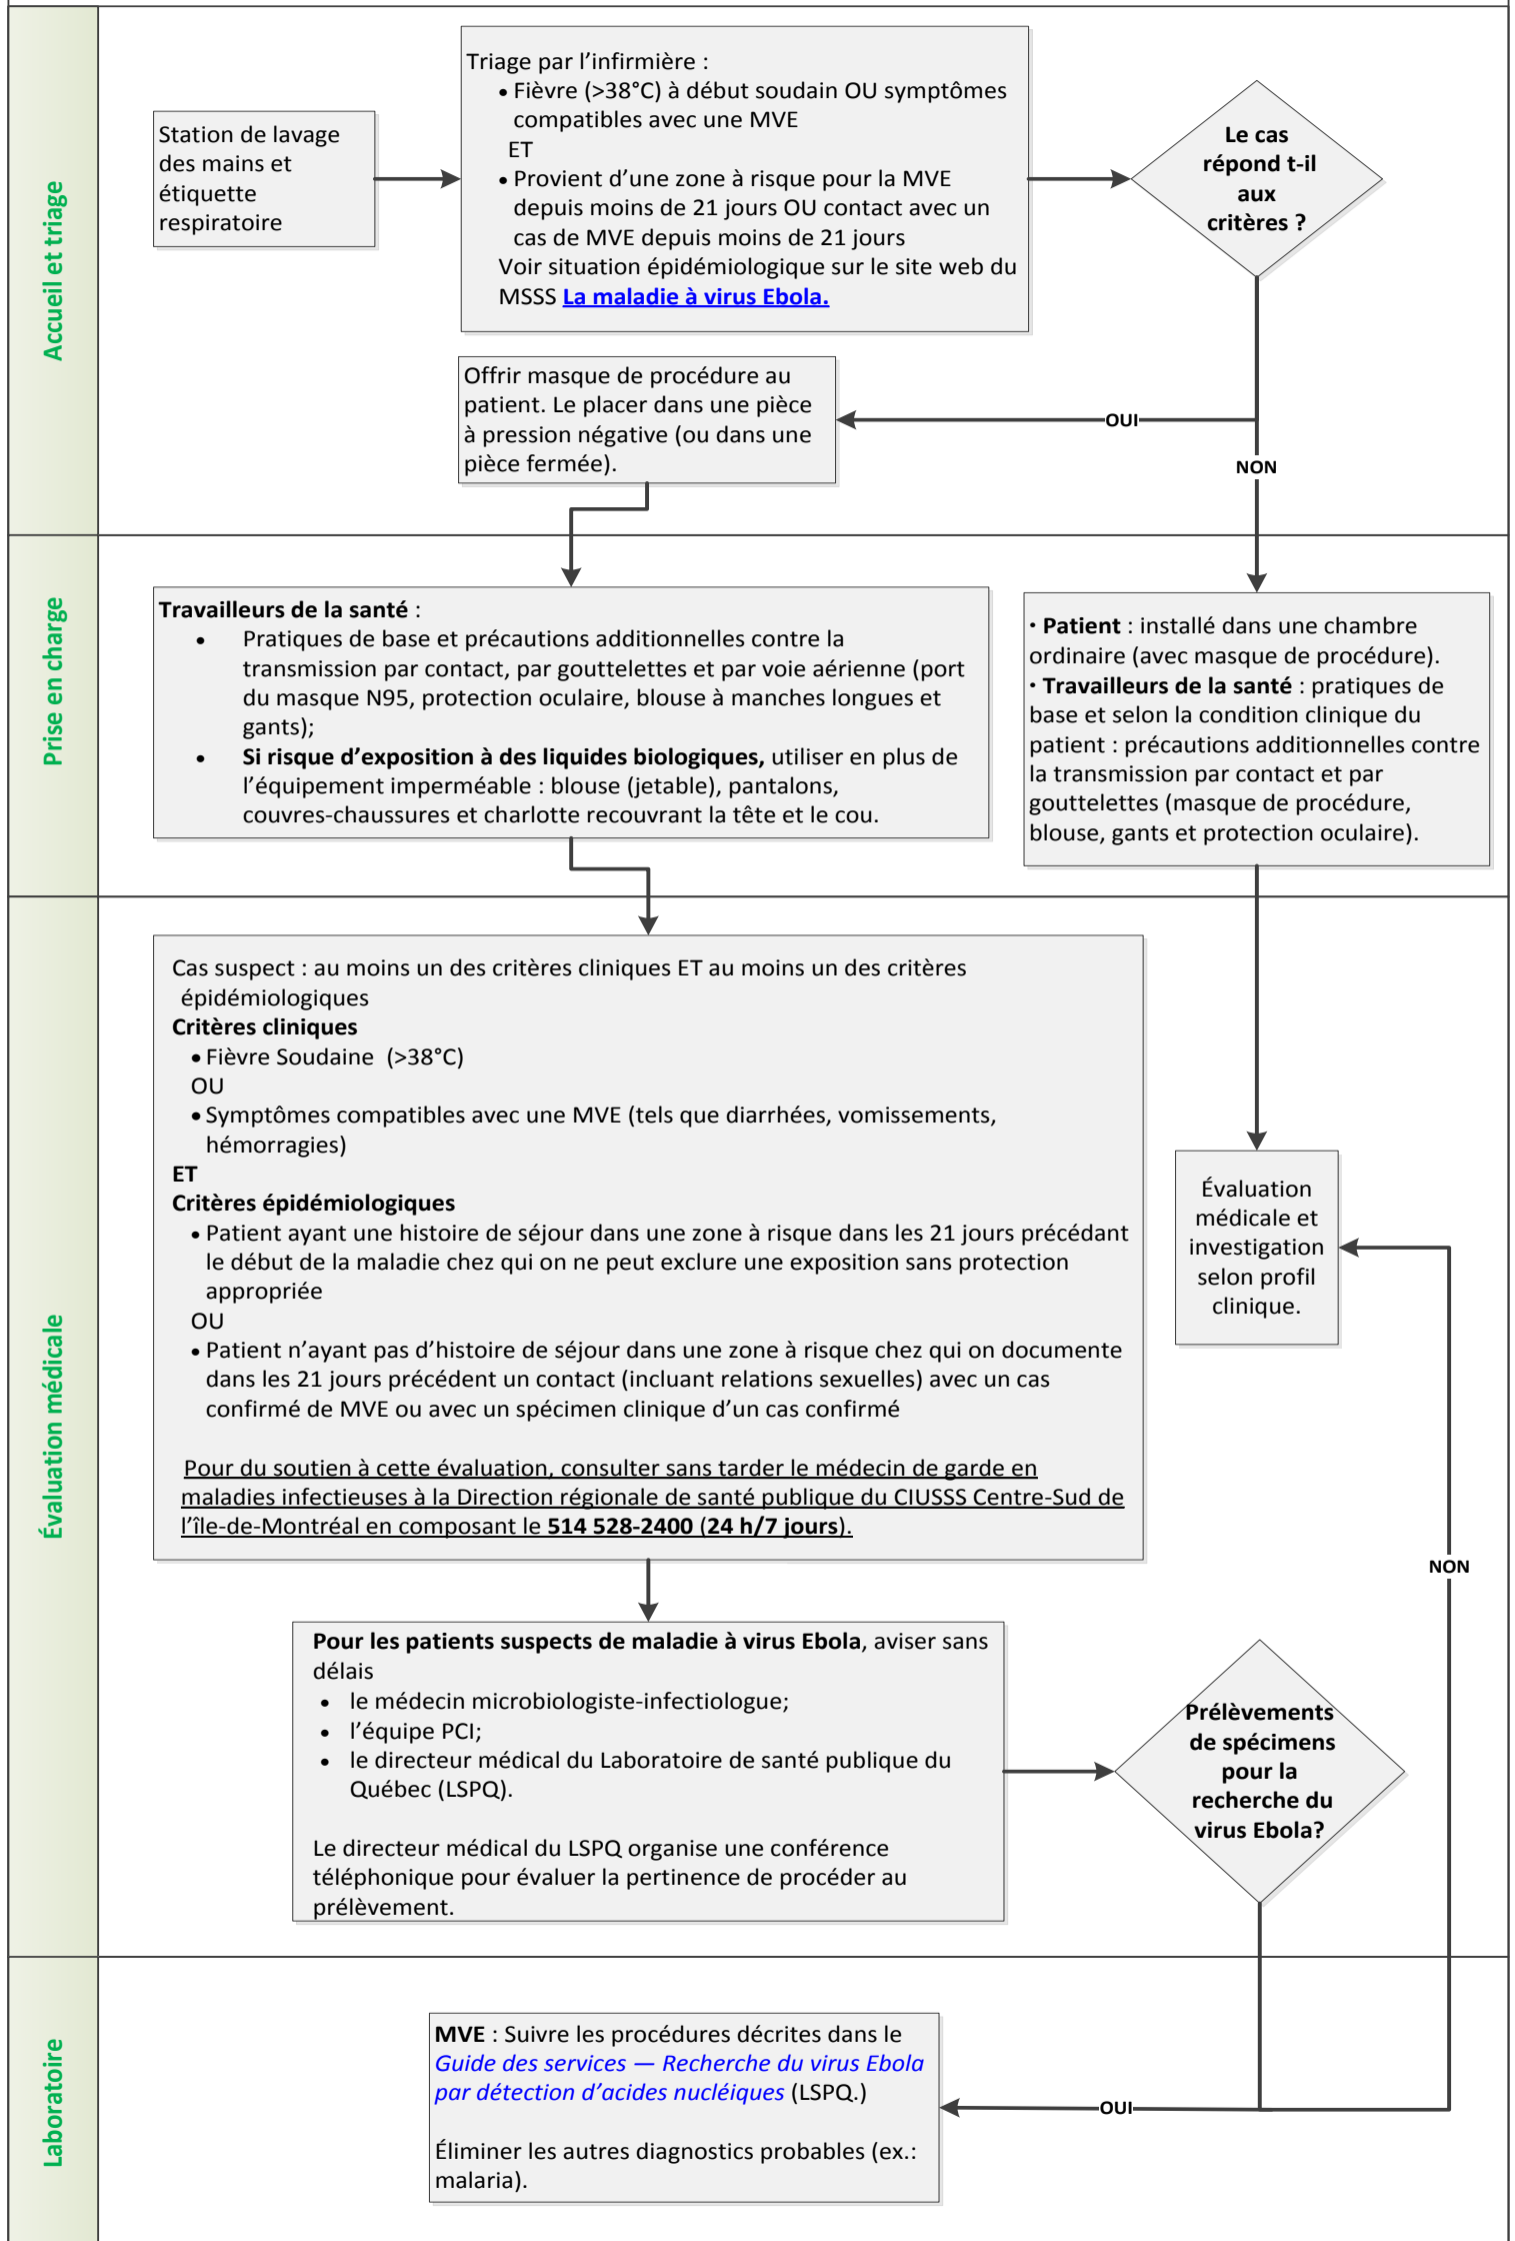 Accueil et triage
Station de lavage
des mains et
étiquette
respiratoire
Triage par l’infirmière :
• Fièvre (>38°C) à début soudain OU symptômes
compatibles avec une MVE
ET
• Provient d’une zone à risque pour la MVE
depuis moins de 21 jours OU contact avec un
cas de MVE depuis moins de 21 jours
Voir situation épidémiologique sur le site web du
MSSS La maladie à virus Ebola.
Le cas
répond t-il
aux
critères ?
Offrir masque de procédure au
patient. Le placer dans une pièce
à pression négative (ou dans une
pièce fermée).
OUI
NON
Prise en charge
Travailleurs de la santé :
• Pratiques de base et précautions additionnelles contre la
transmission par contact, par gouttelettes et par voie aérienne (port
du masque N95, protection oculaire, blouse à manches longues et
gants);
• Si risque d’exposition à des liquides biologiques, utiliser en plus de
l’équipement imperméable : blouse (jetable), pantalons,
couvres-chaussures et charlotte recouvrant la tête et le cou.
· Patient : installé dans une chambre
ordinaire (avec masque de procédure).
· Travailleurs de la santé : pratiques de
base et selon la condition clinique du
patient : précautions additionnelles contre
la transmission par contact et par
gouttelettes (masque de procédure,
blouse, gants et protection oculaire).
Évaluation médicale
Cas suspect : au moins un des critères cliniques ET au moins un des critères
épidémiologiques
Critères cliniques
• Fièvre Soudaine (>38°C)
OU
• Symptômes compatibles avec une MVE (tels que diarrhées, vomissements,
hémorragies)
ET
Critères épidémiologiques
• Patient ayant une histoire de séjour dans une zone à risque dans les 21 jours précédant
le début de la maladie chez qui on ne peut exclure une exposition sans protection
appropriée
OU
• Patient n’ayant pas d’histoire de séjour dans une zone à risque chez qui on documente
dans les 21 jours précédent un contact (incluant relations sexuelles) avec un cas
confirmé de MVE ou avec un spécimen clinique d’un cas confirmé
Pour du soutien à cette évaluation, consulter sans tarder le médecin de garde en
maladies infectieuses à la Direction régionale de santé publique du CIUSSS Centre-Sud de
l’île-de-Montréal en composant le 514 528-2400 (24 h/7 jours).
Évaluation
médicale et
investigation
selon profil
clinique.
NON
Pour les patients suspects de maladie à virus Ebola, aviser sans
délais
• le médecin microbiologiste-infectiologue;
• l’équipe PCI;
• le directeur médical du Laboratoire de santé publique du
Québec (LSPQ).
Le directeur médical du LSPQ organise une conférence
téléphonique pour évaluer la pertinence de procéder au
prélèvement.
Prélèvements
de spécimens
pour la
recherche du
virus Ebola?
Laboratoire
MVE : Suivre les procédures décrites dans le
Guide des services — Recherche du virus Ebola
par détection d’acides nucléiques (LSPQ.)
Éliminer les autres diagnostics probables (ex.:
malaria).
OUI